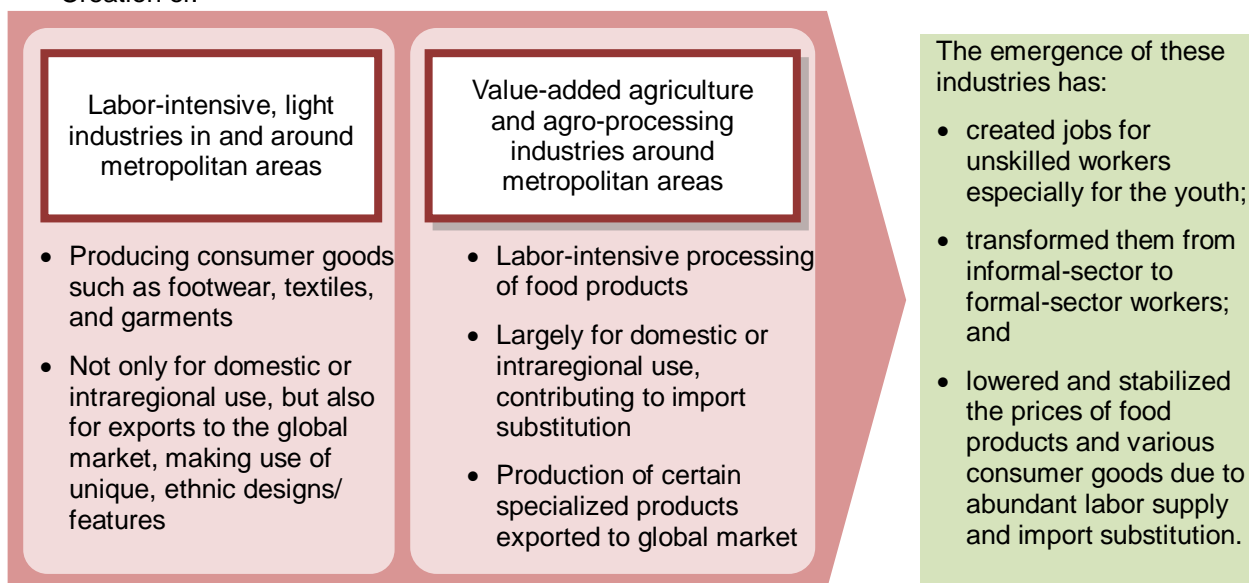 Creation of:
Labor-intensive, light
industries in and around
metropolitan areas
• Producing consumer goods
such as footwear, textiles,
and garments
• Not only for domestic or
intraregional use, but also
for exports to the global
market, making use of
unique, ethnic designs/
features
Value-added agriculture
and agro-processing
industries around
metropolitan areas
• Labor-intensive processing
of food products
• Largely for domestic or
intraregional use,
contributing to import
substitution
• Production of certain
specialized products
exported to global market
The emergence of these
industries has:
• created jobs for
unskilled workers
especially for the youth;
• transformed them from
informal-sector to
formal-sector workers;
and
• lowered and stabilized
the prices of food
products and various
consumer goods due to
abundant labor supply
and import substitution.